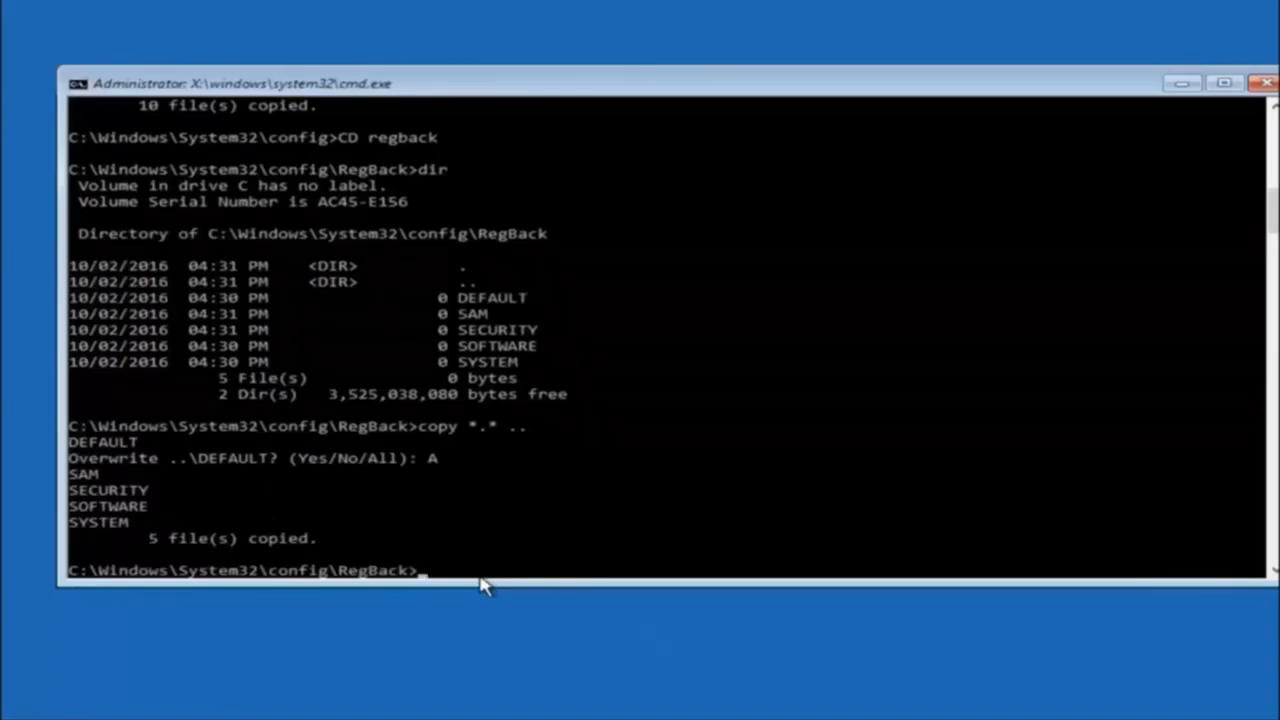 Administrator: X:\windows\system32\cmd.exe
10 file(s) copied.
C:\Windows\System32\config>CD regback
C:\Windows\System32\config\RegBack>dir
Volume in drive C has no label.
Volume Serial Number is AC45-E156
Directory of C:\Windows\System32\config\RegBack
10/02/2016 04:31 PM <DIR> .
10/02/2016 04:31 PM <DIR> ..
10/02/2016 04:30 PM 0 DEFAULT
10/02/2016 04:31 PM 0 SAM
10/02/2016 04:31 PM 0 SECURITY
10/02/2016 04:30 PM 0 SOFTWARE
10/02/2016 04:30 PM 0 SYSTEM
5 File(s) 0 bytes
2 Dir(s) 3,525,038,080 bytes free
C:\Windows\System32\config\RegBack>copy *.* ..
DEFAULT
Overwrite ..\DEFAULT? (Yes/No/All): A
SAM
SECURITY
SOFTWARE
SYSTEM
5 file(s) copied.
C:\Windows\System32\config\RegBack>_